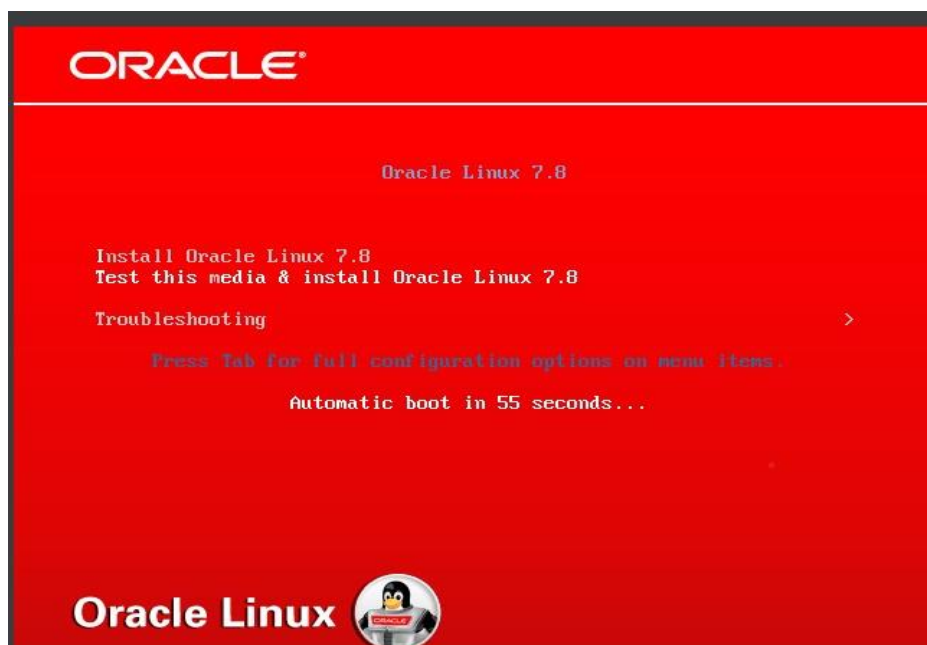 ORACLE®
Oracle Linux 7.8
Install Oracle Linux 7.8
Test this media & install Oracle Linux 7.8
Troubleshooting >
Press Tab for full configuration options on menu items.
Automatic boot in 55 seconds...
Oracle Linux
ORACLE